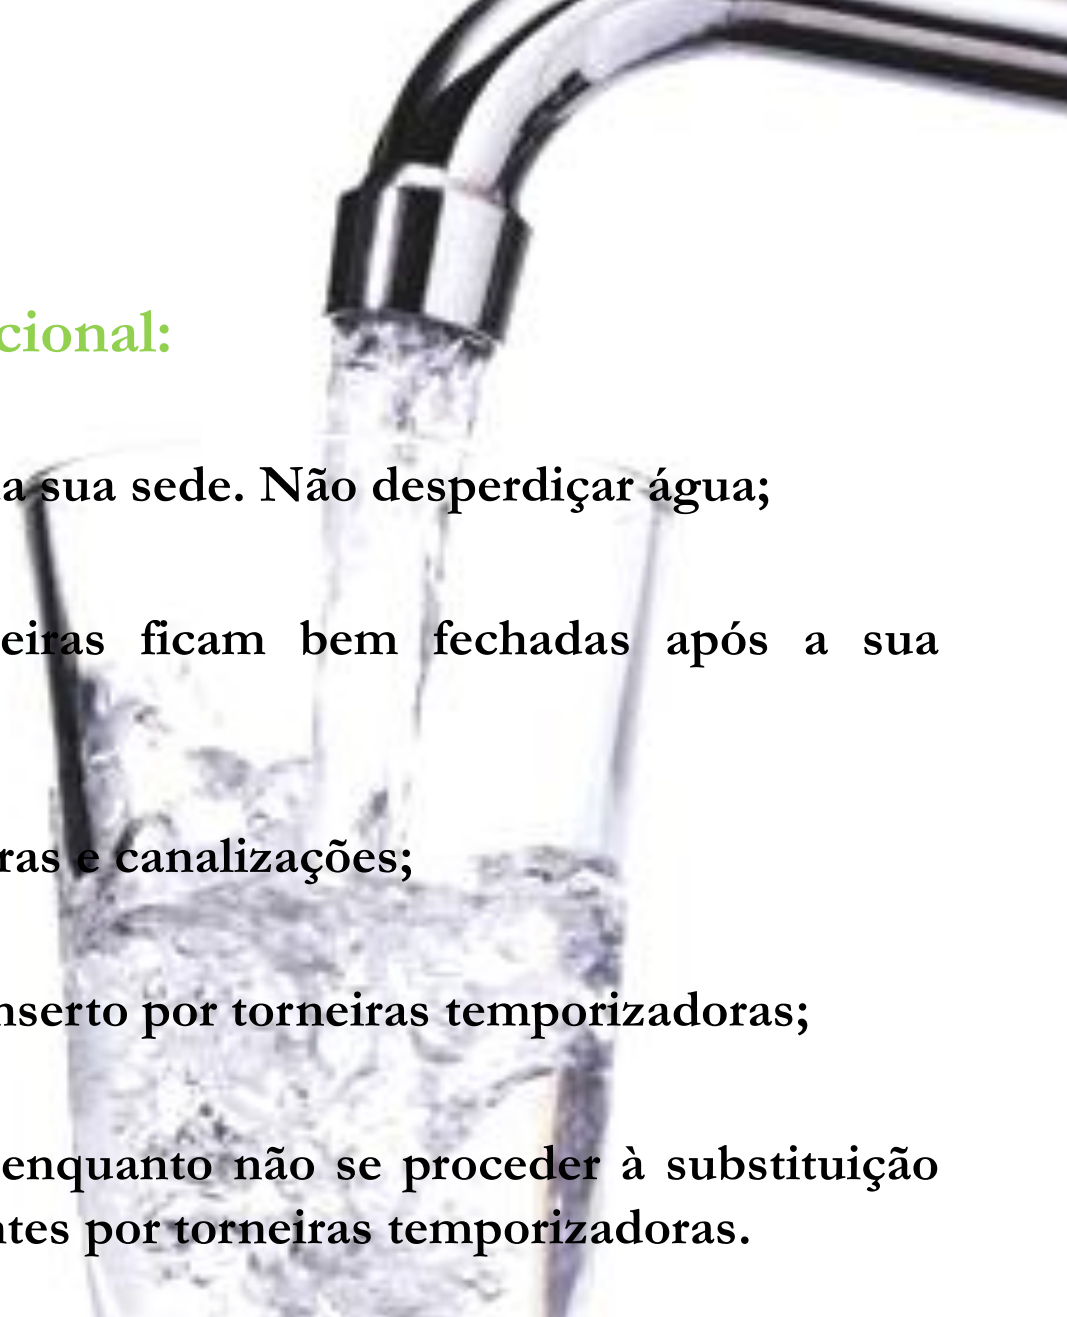 cional:
a sua sede. Não desperdiçar água;
eiras ficam bem fechadas após a sua
ras e canalizações;
nserto por torneiras temporizadoras;
enquanto não se proceder à substituição
ntes por torneiras temporizadoras.